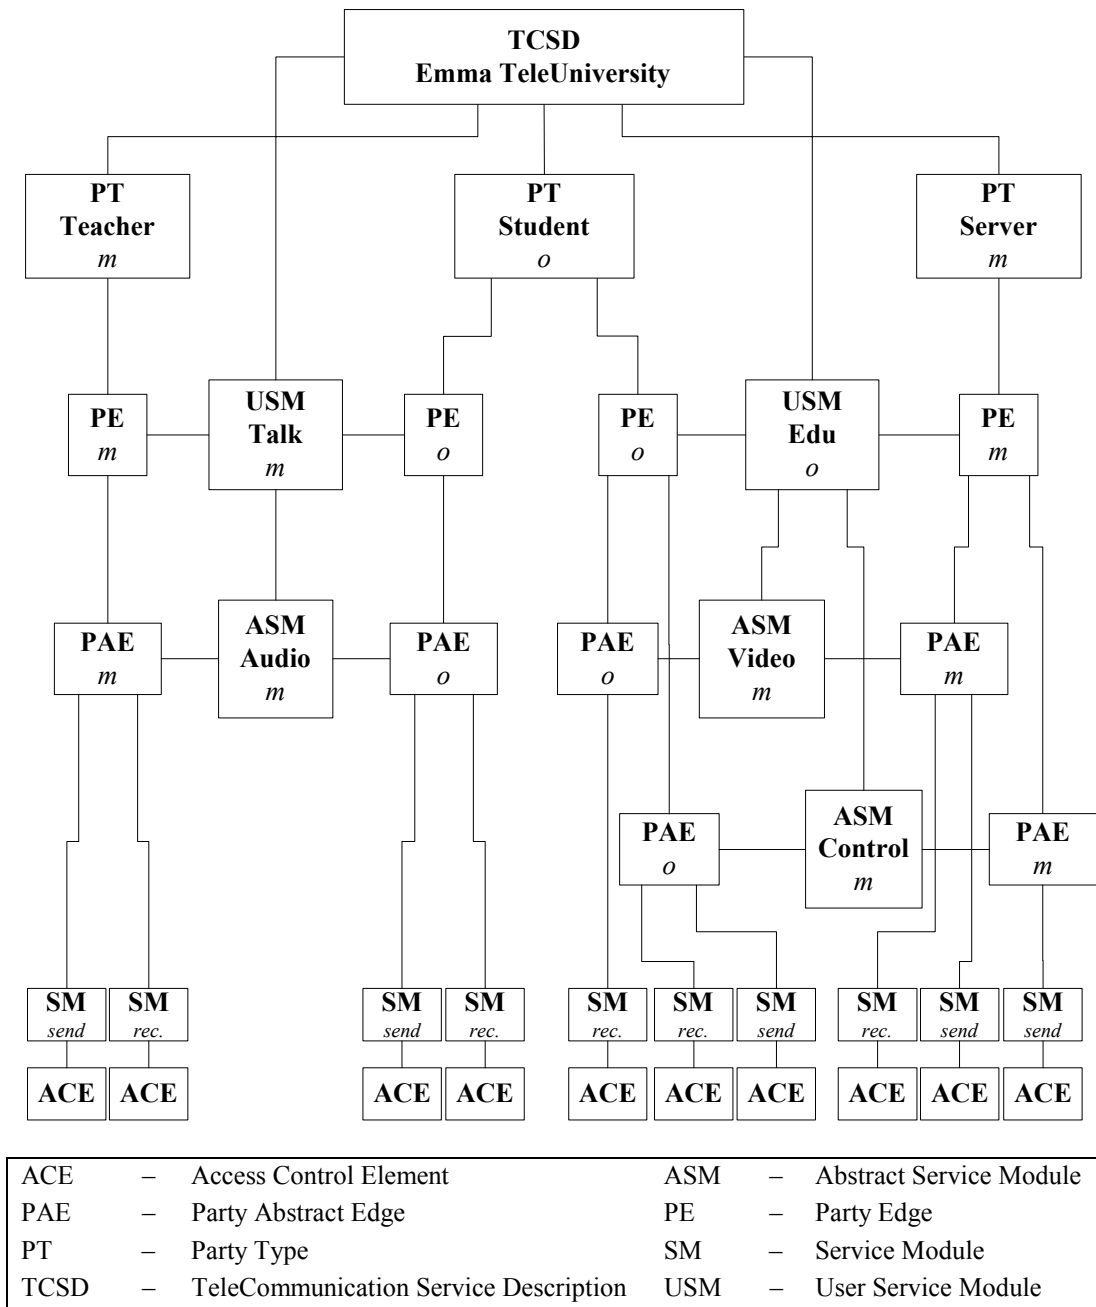 TCSD
Emma TeleUniversity
PT
Teacher
m
PT
Student
o
PT
Server
m
PE
m
USM
Talk
m
PE
o
PE
o
USM
Edu
o
PE
m
PAE
m
ASM
Audio
m
PAE
o
PAE
o
ASM
Video
m
PAE
m
PAE
o
ASM
Control
m
PAE
m
SM
send
SM
rec.
SM
send
SM
rec.
SM
rec.
SM
rec.
SM
send
SM
rec.
SM
send
SM
send
ACE
ACE
ACE
ACE
ACE
ACE
ACE
ACE
ACE
ACE
ACE – Access Control Element ASM – Abstract Service Module
PAE – Party Abstract Edge PE – Party Edge
PT – Party Type SM – Service Module
TCSD – TeleCommunication Service Description USM – User Service Module